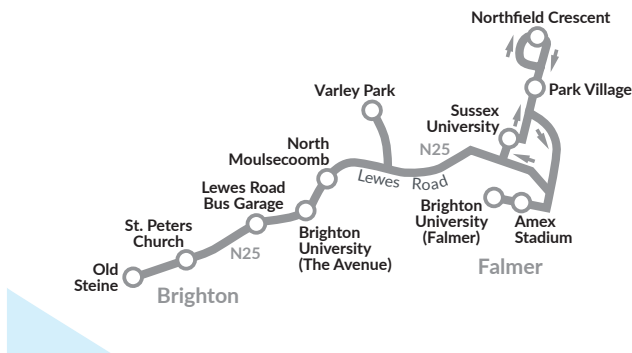 Northfield Crescent
Park Village
Varley Park
Sussex
University
N25
North
Moulsecoomb
Lewes Road
Lewes Road
Bus Garage
Brighton
University
(Falmer)
Amex
Stadium
St. Peters
Church
Brighton
University
(The Avenue)
N25
Falmer
Old
Steine
Brighton